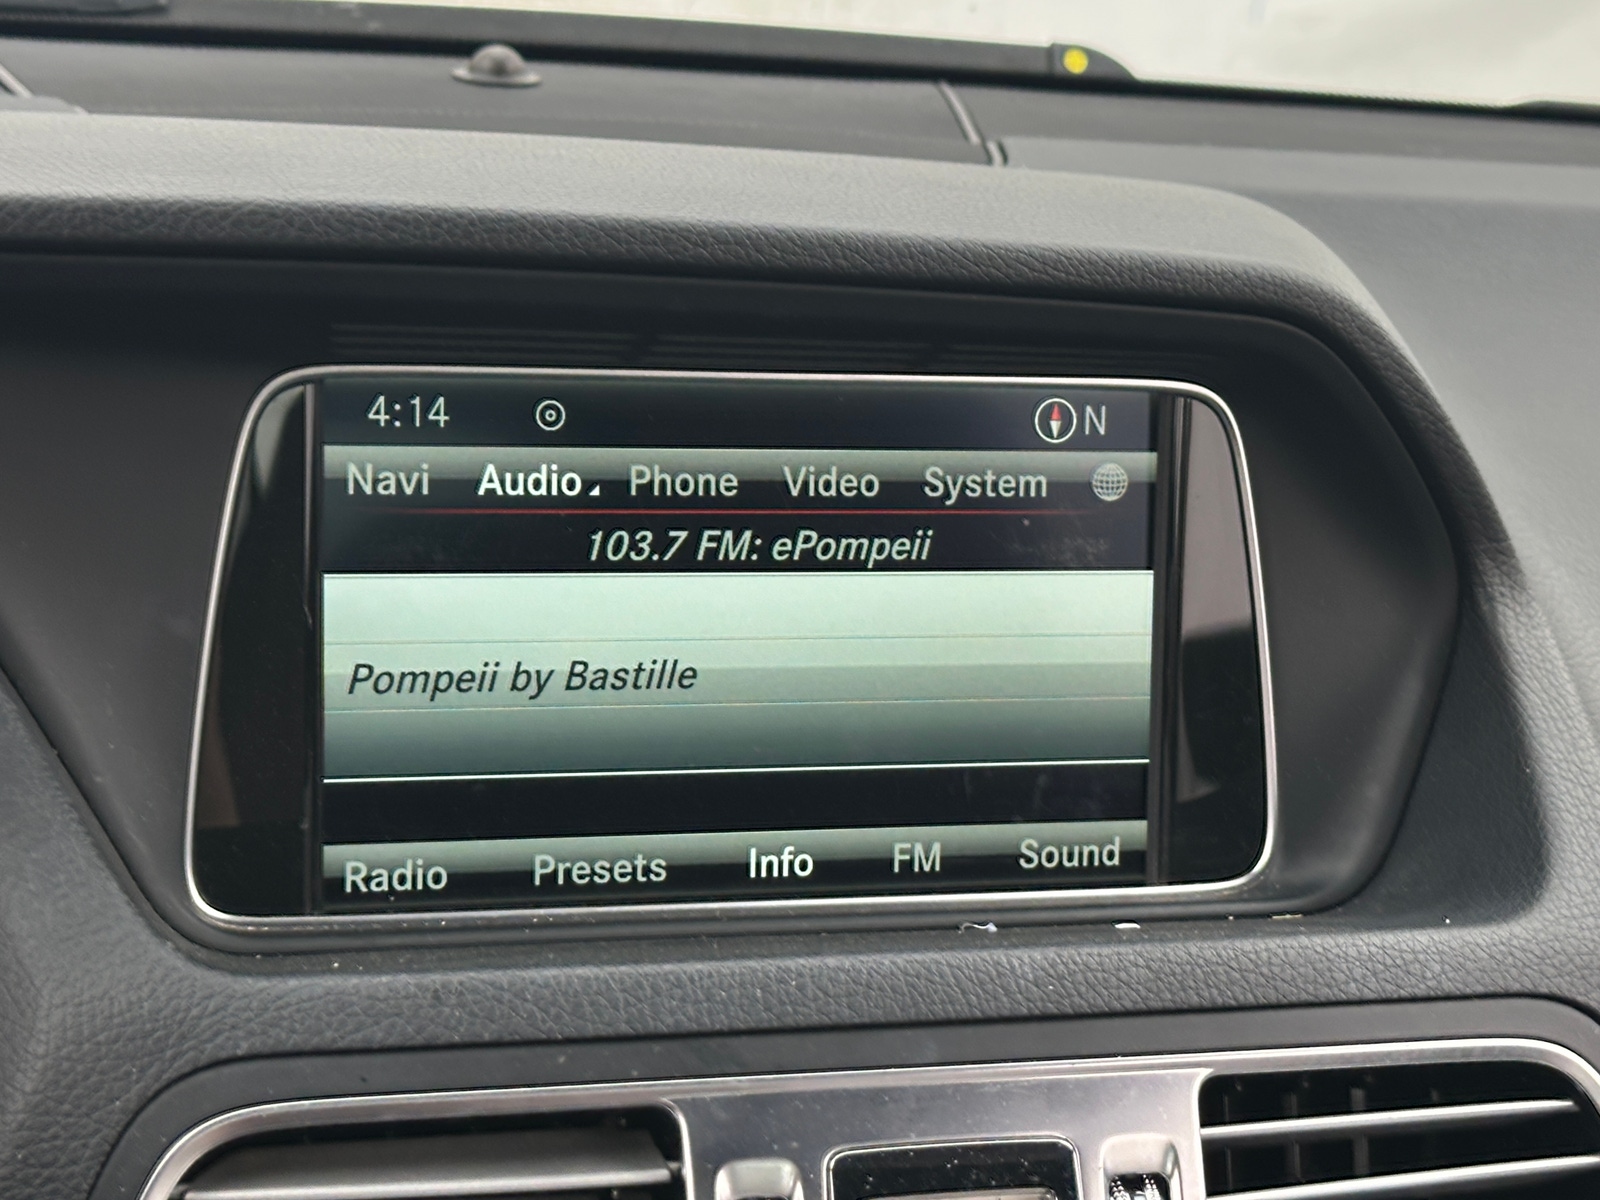 4:14 N
Navi Audio Phone Video System
103.7 FM: ePompeii
Pompeii by Bastille
Radio Presets Info FM Sound